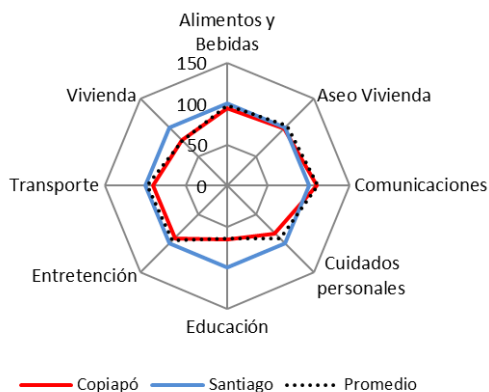 Alimentos y
Bebidas
150
100
50
0
Vivienda
Aseo Vivienda
Transporte
Comunicaciones
Entretención
Cuidados
personales
Educación
Copiapó Santiago Promedio